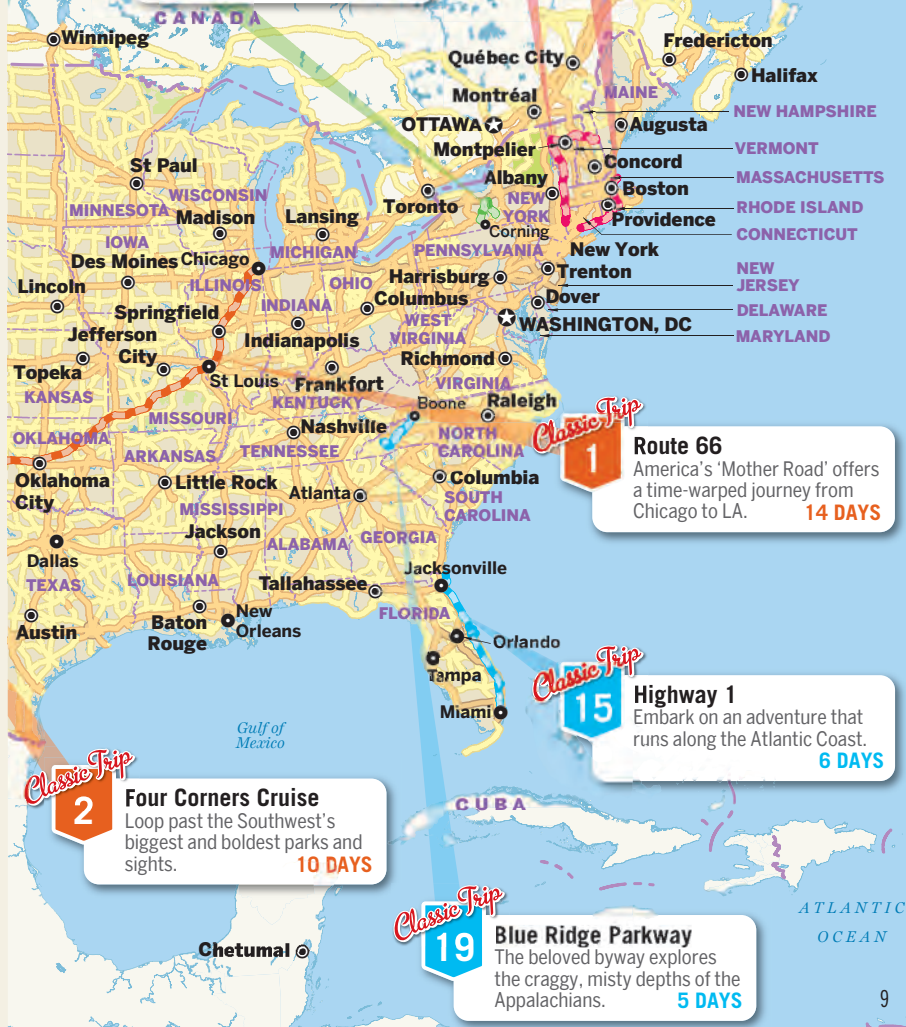 CANADA
Winnipeg
Fredericton
Québec City
Halifax
MAINE
Montréal
NEW HAMPSHIRE
OTTAWA
Augusta
Montpelier
VERMONT
St Paul
Concord
Albany
MASSACHUSETTS
WISCONSIN
Boston
MINNESOTA
Madison
Lansing
Toronto
NEW
YORK
RHODE ISLAND
Providence
Corning
CONNECTICUT
IOWA
MICHIGAN
PENNSYLVANIA
New York
Des Moines
Chicago
Trenton
NEW
JERSEY
Lincoln
ILLINOIS
OHIO
Harrisburg
INDIANA
Columbus
Dover
DELAWARE
Springfield
WEST
VIRGINIA
WASHINGTON, DC
MARYLAND
Jefferson
City
Indianapolis
Richmond
Topeka
St Louis
Frankfort
VIRGINIA
KANSAS
KENTUCKY
Boone
Raleigh
MISSOURI
Nashville
OKLAHOMA
NORTH
CAROLINA
ARKANSAS
TENNESSEE
Classic Trip
1
Route 66
America's 'Mother Road' offers
a time-warped journey from
Chicago to LA.
14 DAYS
Oklahoma
City
Little Rock
Atlanta
Columbia
SOUTH
CAROLINA
MISSISSIPPI
Jackson
ALABAMA
GEORGIA
Dallas
Jacksonville
TEXAS
LOUISIANA
Tallahassee
FLORIDA
Austin
Baton
Rouge
New
Orleans
Orlando
Tampa
Miami
Classic Trip
15
Highway 1
Embark on an adventure that
runs along the Atlantic Coast.
6 DAYS
Gulf of
Mexico
Classic Trip
2
Four Corners Cruise
Loop past the Southwest's
biggest and boldest parks and
sights.
10 DAYS
CUBA
ATLANTIC
OCEAN
Chetumal
Classic Trip
19
Blue Ridge Parkway
The beloved byway explores
the craggy, misty depths of the
Appalachians.
5 DAYS
9